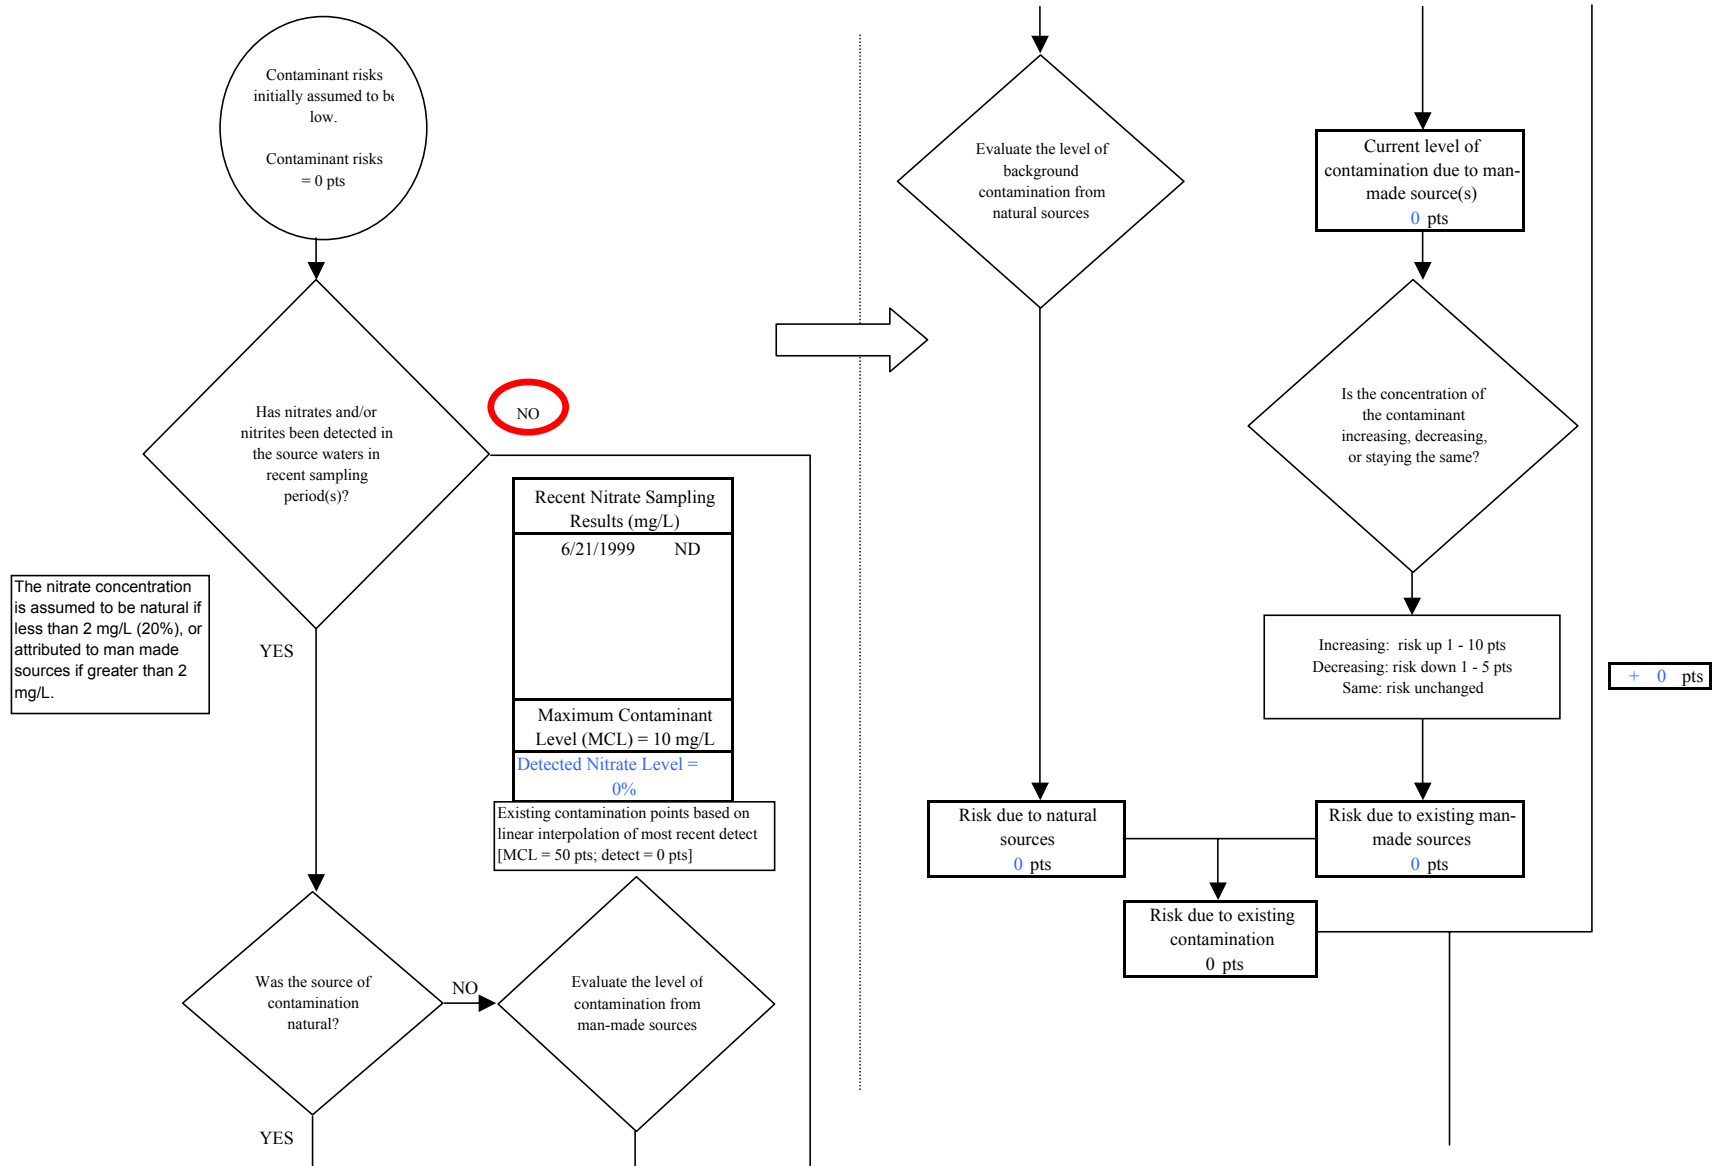 Contaminant risks
initially assumed to be
low.
Contaminant risks
= 0 pts
Has nitrates and/or
nitrites been detected in
the source waters in
recent sampling
period(s)?
NO
Recent Nitrate Sampling
Results (mg/L)
6/21/1999 ND
Maximum Contaminant
Level (MCL) = 10 mg/L
Detected Nitrate Level =
0%
Existing contamination points based on
linear interpolation of most recent detect
[MCL = 50 pts; detect = 0 pts]
The nitrate concentration
is assumed to be natural if
less than 2 mg/L (20%), or
attributed to man made
sources if greater than 2
mg/L.
YES
Was the source of
contamination
natural?
NO
Evaluate the level of
contamination from
man-made sources
YES
Evaluate the level of
background
contamination from
natural sources
Current level of
contamination due to man-
made source(s)
0 pts
Is the concentration of
the contaminant
increasing, decreasing,
or staying the same?
Increasing: risk up 1 - 10 pts
Decreasing: risk down 1 - 5 pts
Same: risk unchanged
+ 0 pts
Risk due to natural
sources
0 pts
Risk due to existing man-
made sources
0 pts
Risk due to existing
contamination
0 pts